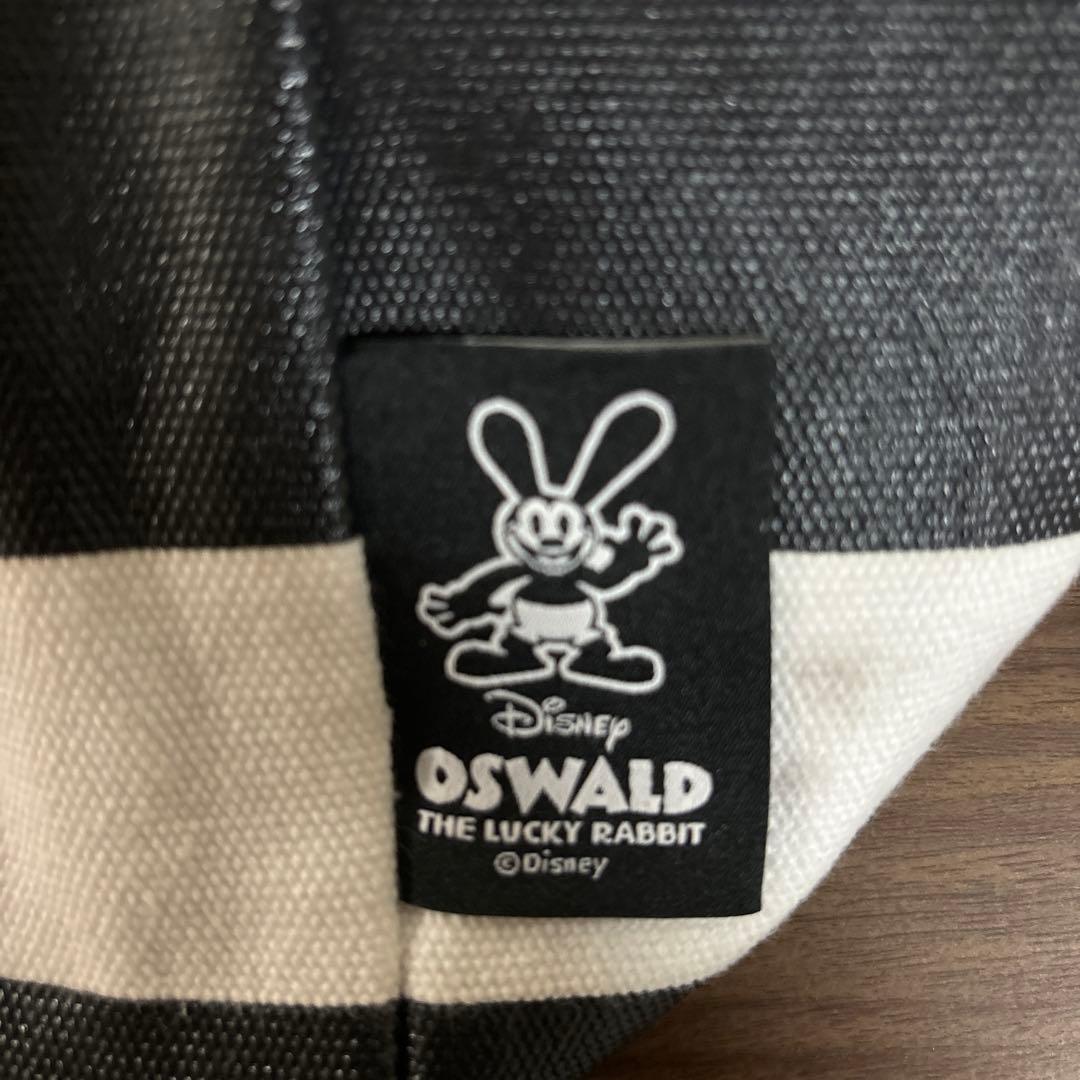 Disney
OSWALD
THE LUCKY RABBIT
©Disney